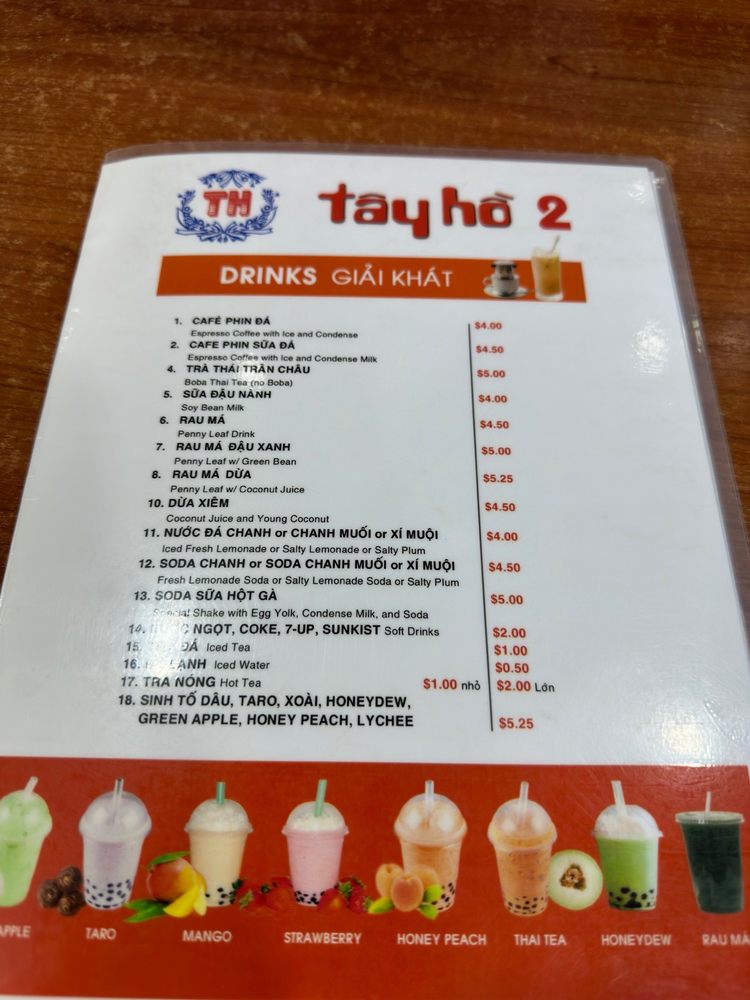 TH
tây hồ 2
DRINKS GIẢI KHÁT
1. CAFÉ PHIN ĐÁ $4.00
Espresso Coffee with Ice and Condense
2. CAFE PHIN SỮA ĐÁ $4.50
Espresso Coffee with Ice and Condense Milk
4. TRÀ THÁI TRÂN CHÂU $5.00
Boba Thai Tea (no Boba)
5. SỮA ĐẬU NÀNH $4.00
Soy Bean Milk
6. RAU MÁ $4.50
Penny Leaf Drink
7. RAU MÁ ĐẬU XANH $5.00
Penny Leaf w/ Green Bean
8. RAU MÁ DỪA $5.25
Penny Leaf w/ Coconut Juice
10. DỪA XIÊM $4.50
Coconut Juice and Young Coconut
11. NƯỚC ĐÁ CHANH or CHANH MUỐI or XÍ MUỘI $4.00
Iced Fresh Lemonade or Salty Lemonade or Salty Plum
12. SODA CHANH or SODA CHANH MUỐI or XÍ MUỘI $4.50
Fresh Lemonade Soda or Salty Lemonade Soda or Salty Plum
13. SODA SỮA HỘT GÀ $5.00
Special Shake with Egg Yolk, Condense Milk, and Soda
14. NGỌT, COKE, 7-UP, SUNKIST Soft Drinks $2.00
15. ĐÁ Iced Tea $1.00
16. LẠNH Iced Water $0.50
17. TRÀ NÓNG Hot Tea $1.00 nhỏ $2.00 Lớn
18. SINH TỐ DÂU, TARO, XOÀI, HONEYDEW,
GREEN APPLE, HONEY PEACH, LYCHEE $5.25
APPLE TARO MANGO STRAWBERRY HONEY PEACH THAI TEA HONEYDEW RAU MÁ